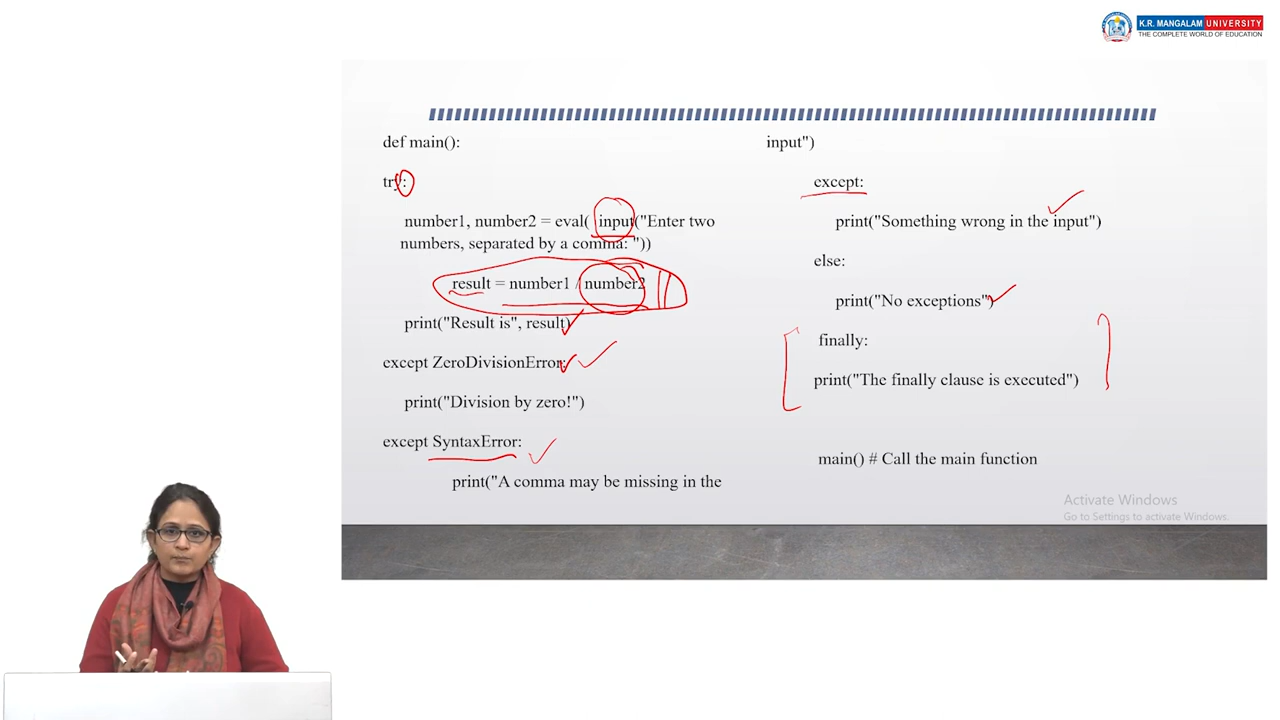 K.R. MANGALAM UNIVERSITY
THE COMPLETE WORLD OF EDUCATION
def main():
try:
number1, number2 = eval( input("Enter two
numbers, separated by a comma: "))
result = number1 / number2
print("Result is", result)
except ZeroDivisionError:
print("Division by zero!")
except SyntaxError:
print("A comma may be missing in the
input")
except:
print("Something wrong in the input")
else:
print("No exceptions")
finally:
print("The finally clause is executed")
main() # Call the main function
Activate Windows
Go to Settings to activate Windows.